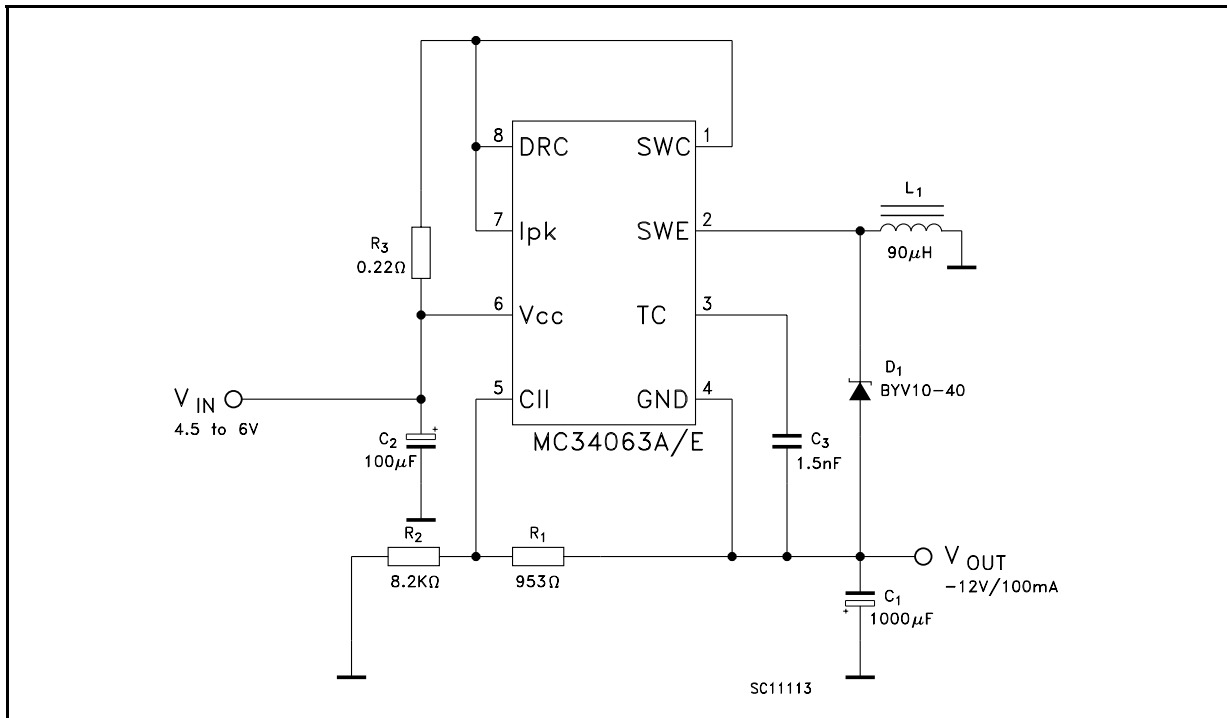 8 DRC SWC 1
7 Ipk SWE 2
L1
90μH
R3
0.22Ω
6 Vcc TC 3
5 CII GND 4
VIN
4.5 to 6V
D1
BYV10-40
C2 +
100μF
MC34063A/E
C3
1.5nF
R2
8.2KΩ
R1
953Ω
VOUT
-12V/100mA
C1
+ 1000μF
SC11113